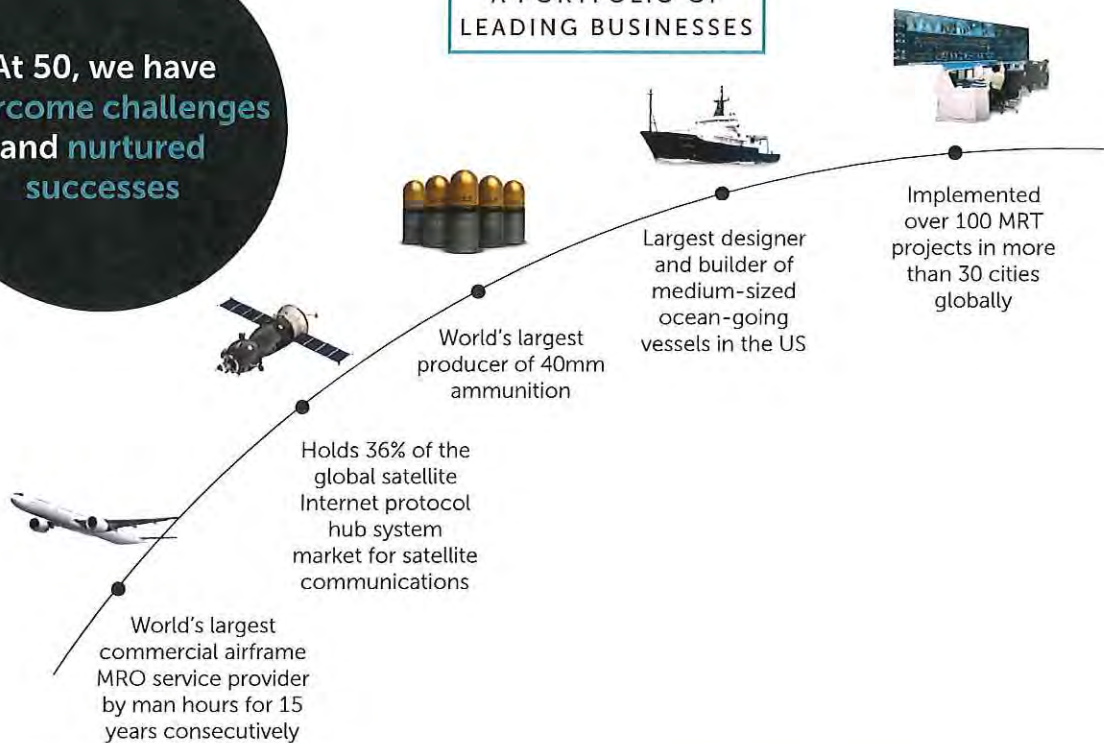 At 50, we have
rcome challenges
and nurtured
successes
A PORTFOLIO OF
LEADING BUSINESSES
World's largest
commercial airframe
MRO service provider
by man hours for 15
years consecutively
Holds 36% of the
global satellite
Internet protocol
hub system
market for satellite
communications
World's largest
producer of 40mm
ammunition
Largest designer
and builder of
medium-sized
ocean-going
vessels in the US
Implemented
over 100 MRT
projects in more
than 30 cities
globally